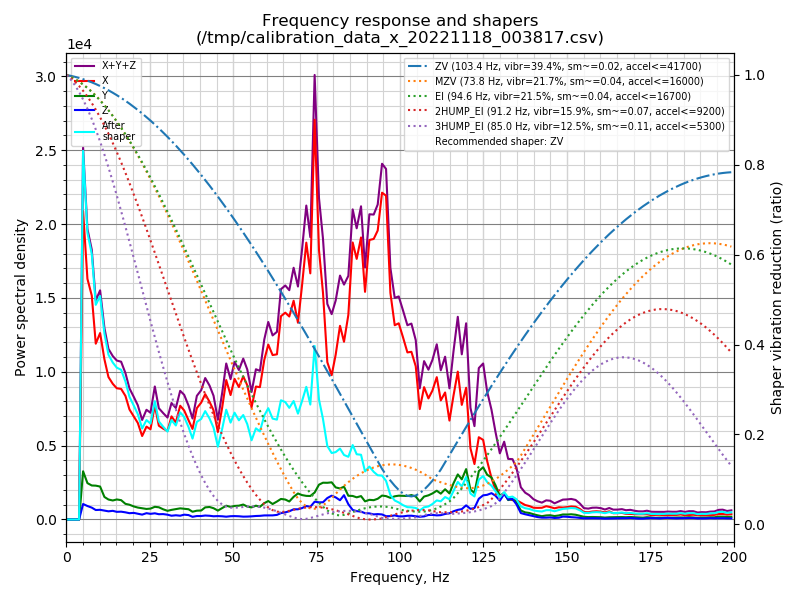 Frequency response and shapers
(/tmp/calibration_data_x_20221118_003817.csv)
1e4
X+Y+Z
X
Y
Z
After
shaper
ZV (103.4 Hz, vibr=39.4%, sm~=0.02, accel<=41700)
MZV (73.8 Hz, vibr=21.7%, sm~=0.04, accel<=16000)
EI (94.6 Hz, vibr=21.5%, sm~=0.04, accel<=16700)
2HUMP_EI (91.2 Hz, vibr=15.9%, sm~=0.07, accel<=9200)
3HUMP_EI (85.0 Hz, vibr=12.5%, sm~=0.11, accel<=5300)
Recommended shaper: ZV
3.0
2.5
2.0
1.5
1.0
0.5
0.0
Power spectral density
1.0
0.8
0.6
0.4
0.2
0.0
Shaper vibration reduction (ratio)
0 25 50 75 100 125 150 175 200
Frequency, Hz